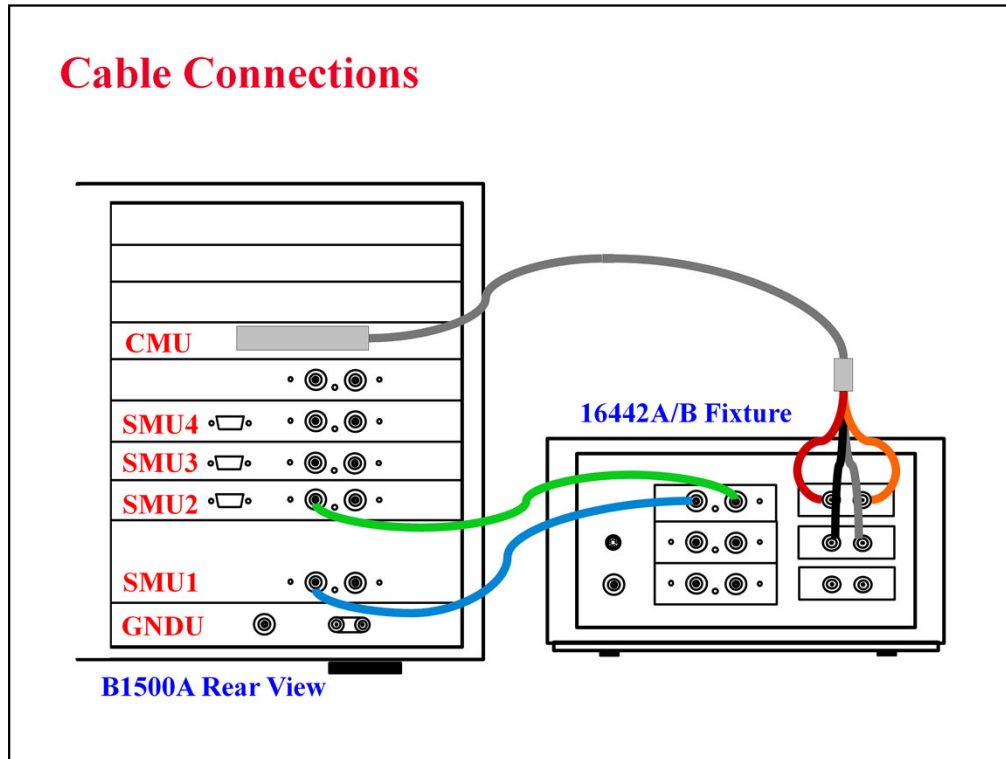 Cable Connections
CMU
16442A/B Fixture
SMU4
SMU3
SMU2
SMU1
GNDU
B1500A Rear View